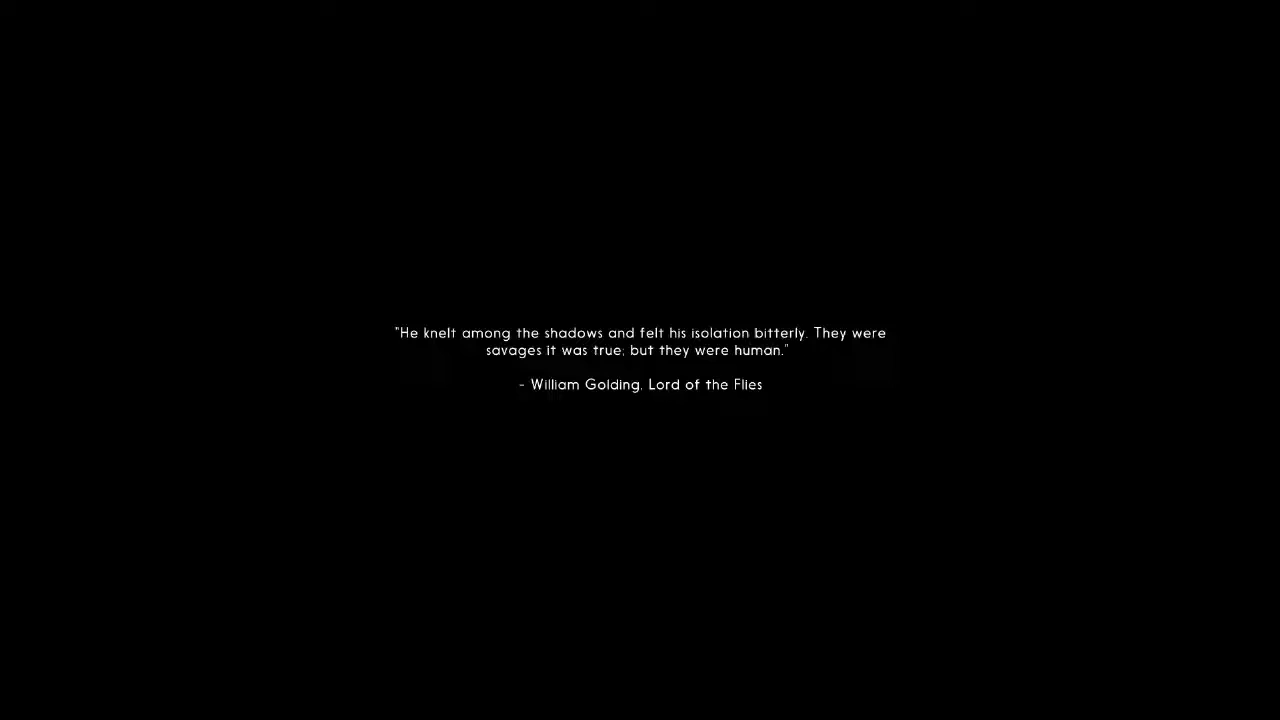 "He knelt among the shadows and felt his isolation bitterly. They were
savages it was true; but they were human."
- William Golding, Lord of the Flies